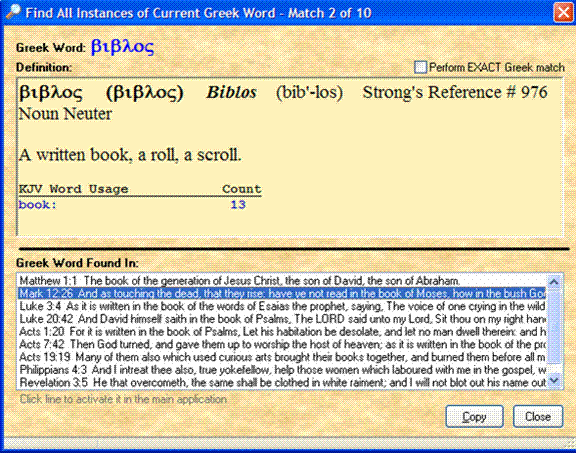 Find All Instances of Current Greek Word - Match 2 of 10
Greek Word: βιβλος
Definition:
Perform EXACT Greek match
βιβλος (βιβλος) Biblos (bib'-los) Strong's Reference # 976
Noun Neuter
A written book, a roll, a scroll.
KJV Word Usage Count
book: 13
Greek Word Found In:
Matthew 1:1 The book of the generation of Jesus Christ, the son of David, the son of Abraham.
Mark 12:26 And as touching the dead, that they rise: have ye not read in the book of Moses, how in the bush God
Luke 3:4 As it is written in the book of the words of Esaias the prophet, saying, The voice of one crying in the wild
Luke 20:42 And David himself saith in the book of Psalms, The LORD said unto my Lord, Sit thou on my right han
Acts 1:20 For it is written in the book of Psalms, Let his habitation be desolate, and let no man dwell therein: and h
Acts 7:42 Then God turned, and gave them up to worship the host of heaven; as it is written in the book of the pro
Acts 19:19 Many of them also which used curious arts brought their books together, and burned them before all m
Philippians 4:3 And I intreat thee also, true yokefellow, help those women which laboured with me in the gospel, w
Revelation 3:5 He that overcometh, the same shall be clothed in white raiment; and I will not blot out his name out
Click line to activate it in the main application
Copy Close